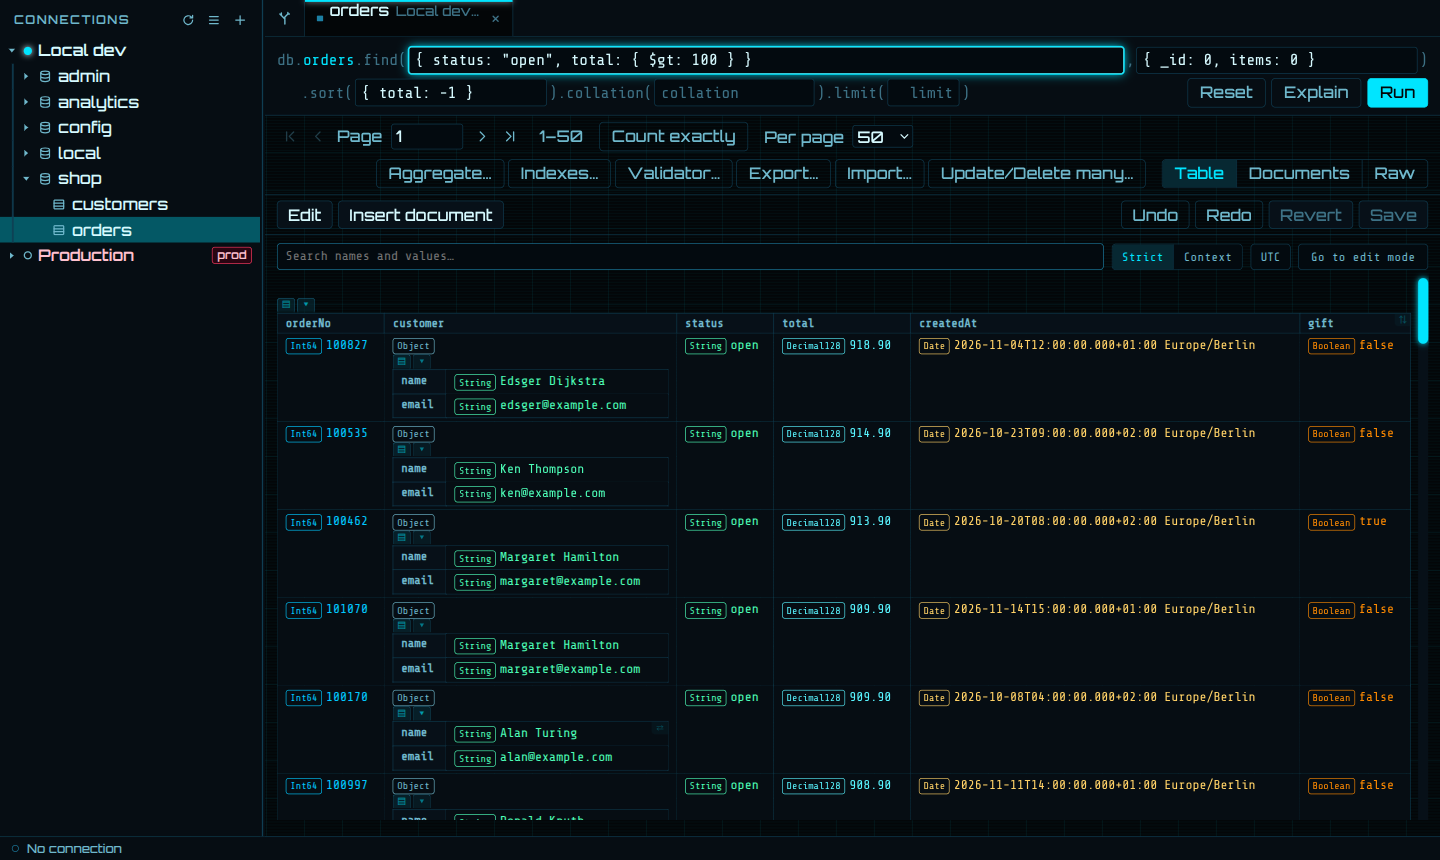 CONNECTIONS
Local dev
admin
analytics
config
local
shop
customers
orders
Production prod
orders Local dev… ×
db.orders.find( { status: "open", total: { $gt: 100 } } , { _id: 0, items: 0 } )
.sort( { total: -1 } ).collation( collation ).limit( limit )
Reset Explain Run
Page 1 1–50 Count exactly Per page 50
Aggregate… Indexes… Validator… Export… Import… Update/Delete many… Table Documents Raw
Edit Insert document Undo Redo Revert Save
Search names and values… Strict Context UTC Go to edit mode
orderNo customer status total createdAt gift
Int64 100827 Object String open Decimal128 918.90 Date 2026-11-04T12:00:00.000+01:00 Europe/Berlin Boolean false
name String Edsger Dijkstra
email String edsger@example.com
Int64 100535 Object String open Decimal128 914.90 Date 2026-10-23T09:00:00.000+02:00 Europe/Berlin Boolean false
name String Ken Thompson
email String ken@example.com
Int64 100462 Object String open Decimal128 913.90 Date 2026-10-20T08:00:00.000+02:00 Europe/Berlin Boolean true
name String Margaret Hamilton
email String margaret@example.com
Int64 101070 Object String open Decimal128 909.90 Date 2026-11-14T15:00:00.000+01:00 Europe/Berlin Boolean false
name String Margaret Hamilton
email String margaret@example.com
Int64 100170 Object String open Decimal128 909.90 Date 2026-10-08T04:00:00.000+02:00 Europe/Berlin Boolean false
name String Alan Turing
email String alan@example.com
Int64 100997 Object String open Decimal128 908.90 Date 2026-11-11T14:00:00.000+01:00 Europe/Berlin Boolean false
No connection